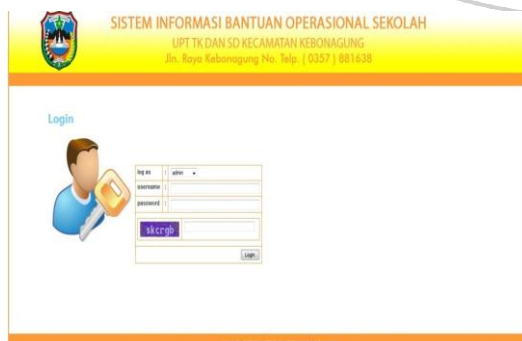 SISTEM INFORMASI BANTUAN OPERASIONAL SEKOLAH
UPT TK DAN SD KECAMATAN KEBONAGUNG
Jln. Raya Kebonagung No. Telp. ( 0357 ) 881638
Login
log as : admin
username :
password :
skcrgb
Login